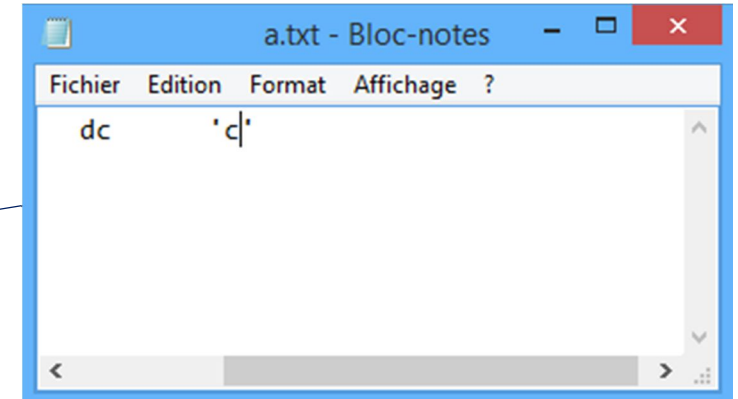 a.txt - Bloc-notes
Fichier Edition Format Affichage ?
dc 'c'